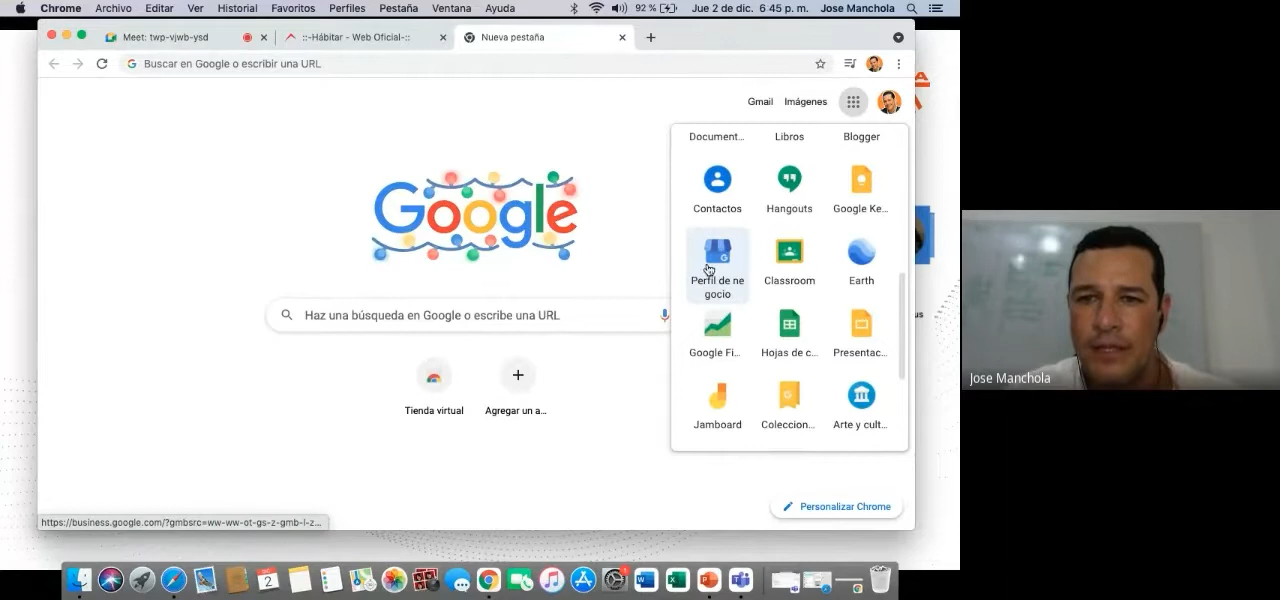 Chrome Archivo Editar Ver Historial Favoritos Perfiles Pestaña Ventana Ayuda 92 % Jue 2 de dic. 6:45 p. m. Jose Manchola
Meet: twp-vjwb-ysd ::-Hábitar - Web Oficial-:: Nueva pestaña
Buscar en Google o escribir una URL
Gmail Imágenes
Document... Libros Blogger
Google
Contactos Hangouts Google Ke...
Perfil de ne
gocio
Classroom Earth
Haz una búsqueda en Google o escribe una URL
Google Fi... Hojas de c... Presentac...
Tienda virtual Agregar un a...
Jamboard Coleccion... Arte y cult...
Personalizar Chrome
https://business.google.com/?gmbsrc=ww-ww-ot-gs-z-gmb-l-z...
Jose Manchola